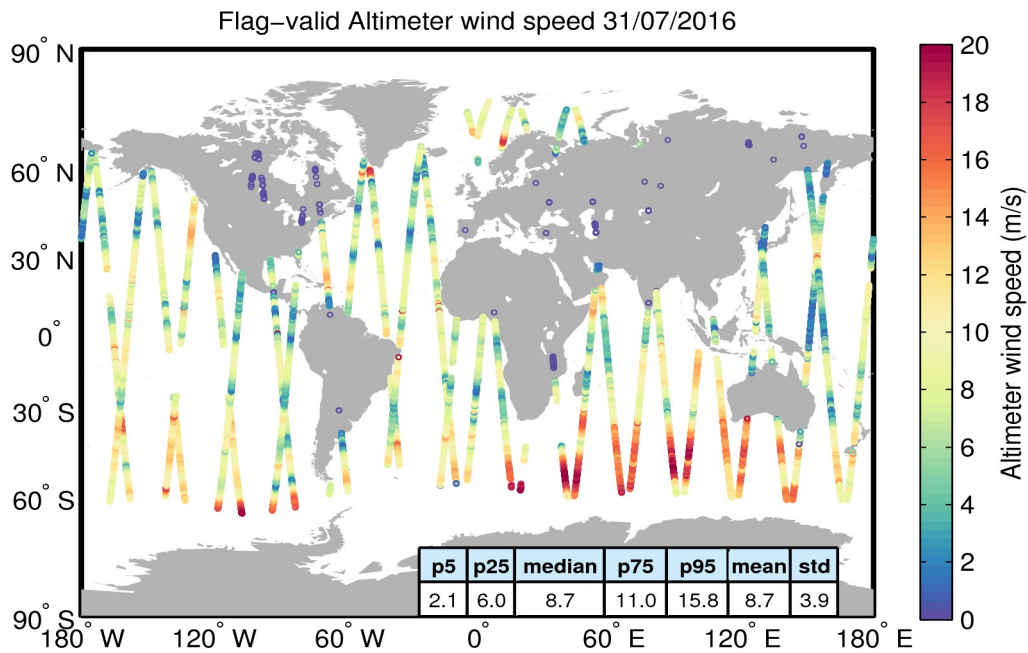 Flag−valid Altimeter wind speed 31/07/2016
90° N
60° N
30° N
0°
30° S
60° S
90° S
180° W
120° W
60° W
0°
60° E
120° E
180° E
p5 p25 median p75 p95 mean std
2.1 6.0 8.7 11.0 15.8 8.7 3.9
20
18
16
14
12
10
8
6
4
2
0
Altimeter wind speed (m/s)